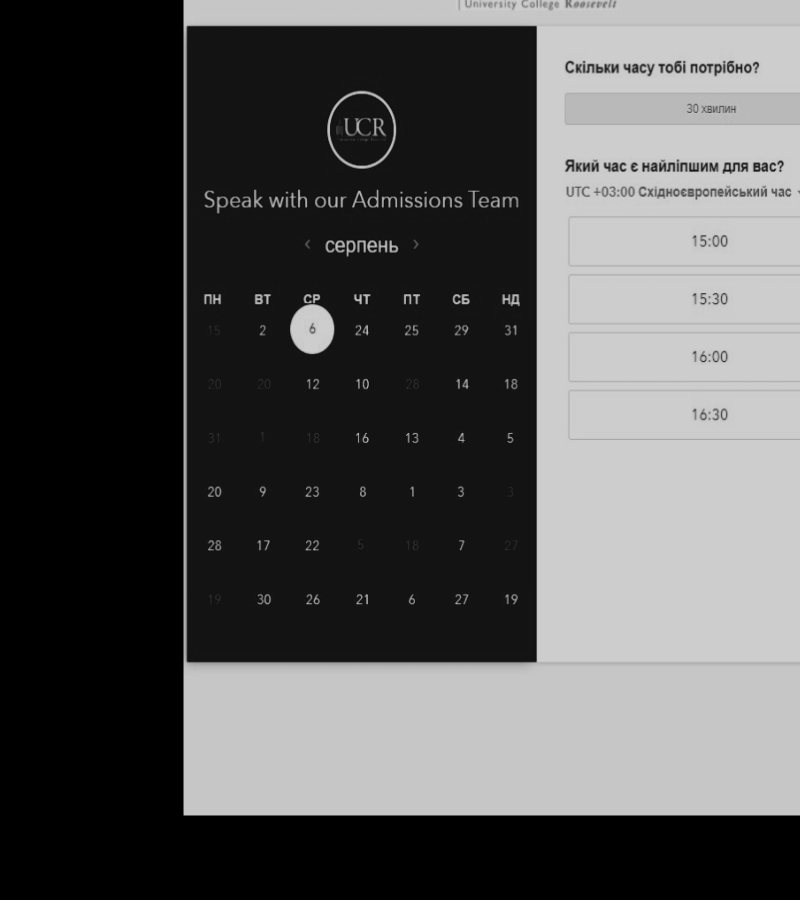 University College Roosevelt
UCR
Speak with our Admissions Team
‹ серпень ›
ПН ВТ СР ЧТ ПТ СБ НД
15 2 6 24 25 29 31
20 20 12 10 28 14 18
31 1 18 16 13 4 5
20 9 23 8 1 3 3
28 17 22 5 18 7 27
19 30 26 21 6 27 19
Скільки часу тобі потрібно?
30 хвилин
Який час є найліпшим для вас?
UTC +03:00 Східноєвропейський час
15:00
15:30
16:00
16:30